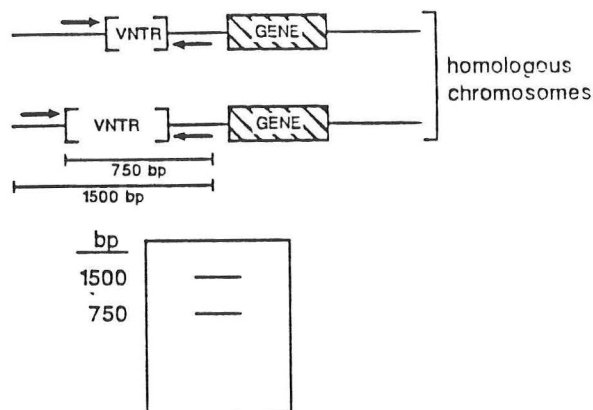 VNTR GENE
homologous
chromosomes
VNTR GENE
750 bp
1500 bp
bp
1500
750